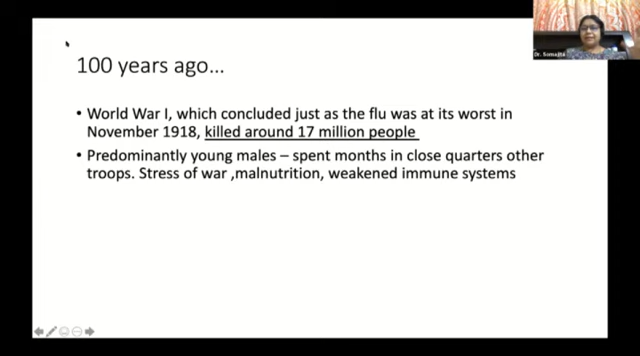 Dr. Somajita
100 years ago…
• World War I, which concluded just as the flu was at its worst in
November 1918, killed around 17 million people
• Predominantly young males – spent months in close quarters other
troops. Stress of war ,malnutrition, weakened immune systems